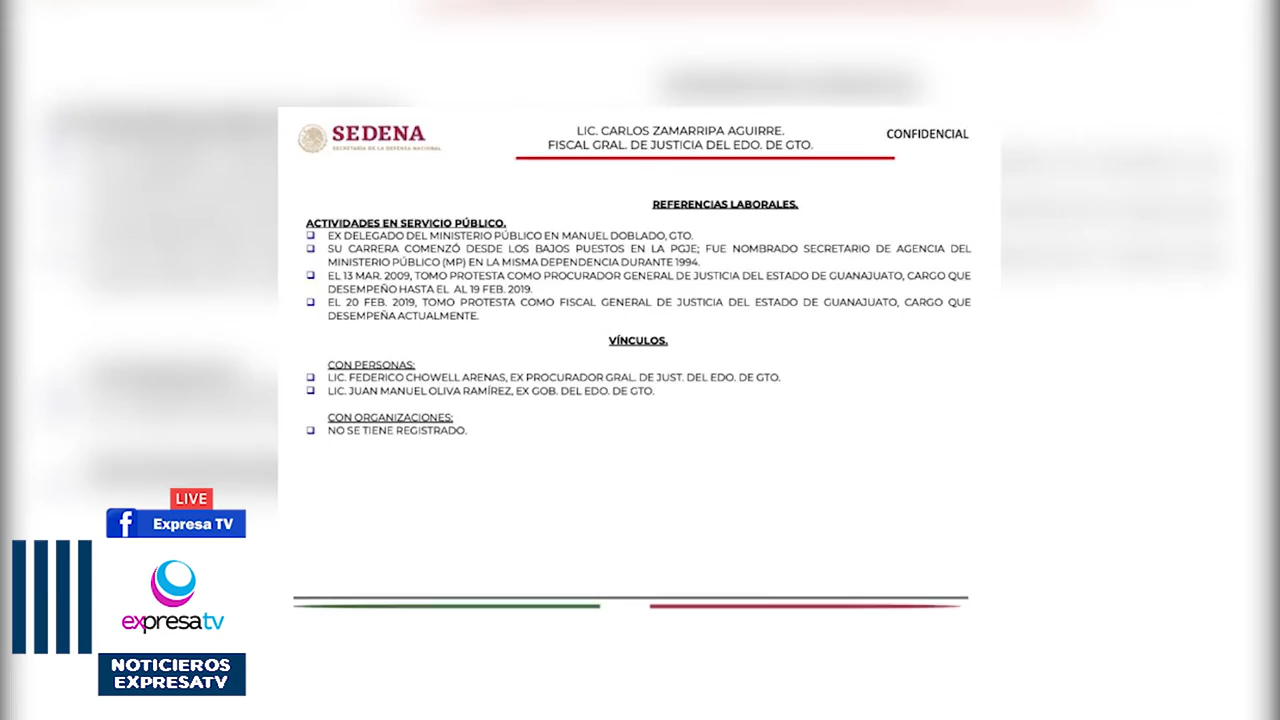 SEDENA
SECRETARÍA DE LA DEFENSA NACIONAL
LIC. CARLOS ZAMARRIPA AGUIRRE.
FISCAL GRAL. DE JUSTICIA DEL EDO. DE GTO.
CONFIDENCIAL
REFERENCIAS LABORALES.
ACTIVIDADES EN SERVICIO PÚBLICO.
EX DELEGADO DEL MINISTERIO PÚBLICO EN MANUEL DOBLADO, GTO.
SU CARRERA COMENZÓ DESDE LOS BAJOS PUESTOS EN LA PGJE; FUE NOMBRADO SECRETARIO DE AGENCIA DEL
MINISTERIO PÚBLICO (MP) EN LA MISMA DEPENDENCIA DURANTE 1994.
EL 13 MAR. 2009, TOMO PROTESTA COMO PROCURADOR GENERAL DE JUSTICIA DEL ESTADO DE GUANAJUATO, CARGO QUE
DESEMPEÑO HASTA EL AL 19 FEB. 2019.
EL 20 FEB. 2019, TOMO PROTESTA COMO FISCAL GENERAL DE JUSTICIA DEL ESTADO DE GUANAJUATO, CARGO QUE
DESEMPEÑA ACTUALMENTE.
VÍNCULOS.
CON PERSONAS:
LIC. FEDERICO CHOWELL ARENAS, EX PROCURADOR GRAL. DE JUST. DEL EDO. DE GTO.
LIC. JUAN MANUEL OLIVA RAMÍREZ, EX GOB. DEL EDO. DE GTO.
CON ORGANIZACIONES:
NO SE TIENE REGISTRADO.
LIVE
f Expresa TV
expresatv
NOTICIEROS
EXPRESATV